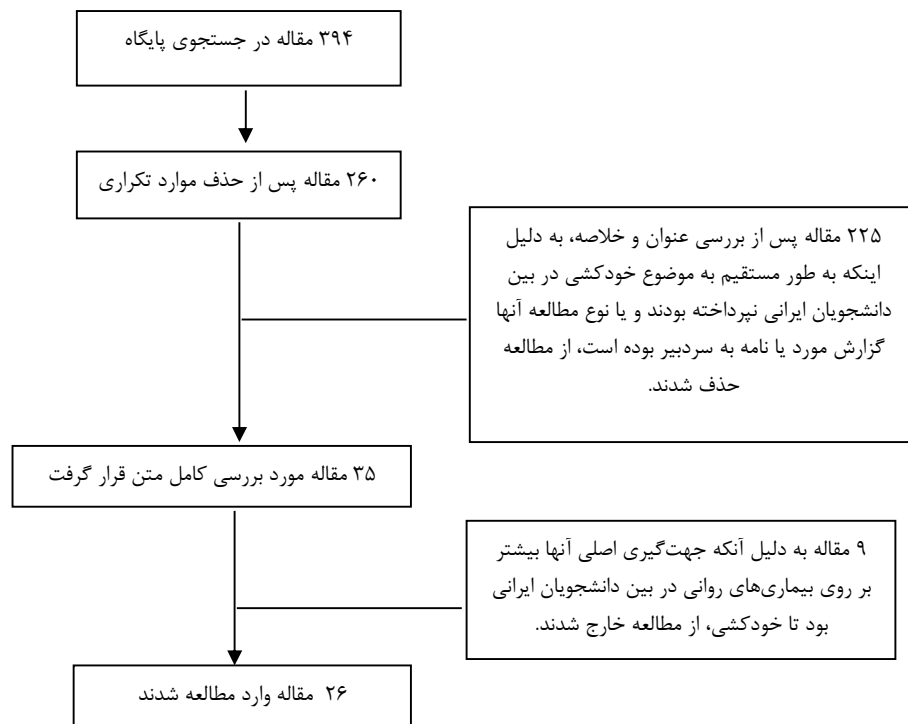 ۳۹۴ مقاله در جستجوی پایگاه
۲۶۰ مقاله پس از حذف موارد تکراری
۲۲۵ مقاله پس از بررسی عنوان و خلاصه، به دلیل
اینکه به طور مستقیم به موضوع خودکشی در بین
دانشجویان ایرانی نپرداخته بودند و یا نوع مطالعه آنها
گزارش مورد یا نامه به سردبیر بوده است، از مطالعه
حذف شدند.
۳۵ مقاله مورد بررسی کامل متن قرار گرفت
۹ مقاله به دلیل آنکه جهت‌گیری اصلی آنها بیشتر
بر روی بیماری‌های روانی در بین دانشجویان ایرانی
بود تا خودکشی، از مطالعه خارج شدند.
۲۶ مقاله وارد مطالعه شدند